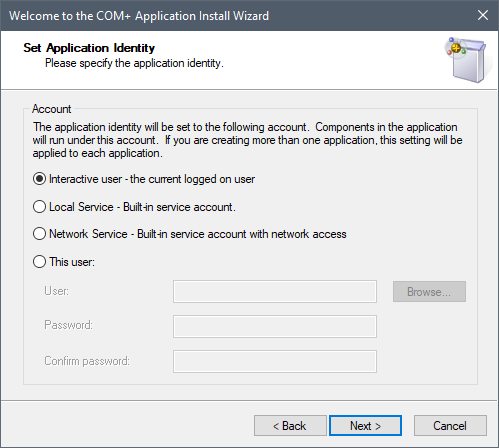 Welcome to the COM+ Application Install Wizard
Set Application Identity
Please specify the application identity.
Account
The application identity will be set to the following account.  Components in the application
will run under this account.  If you are creating more than one application, this setting will be
applied to each application.
Interactive user - the current logged on user
Local Service - Built-in service account.
Network Service - Built-in service account with network access
This user:
User:
Browse...
Password:
Confirm password:
< Back
Next >
Cancel